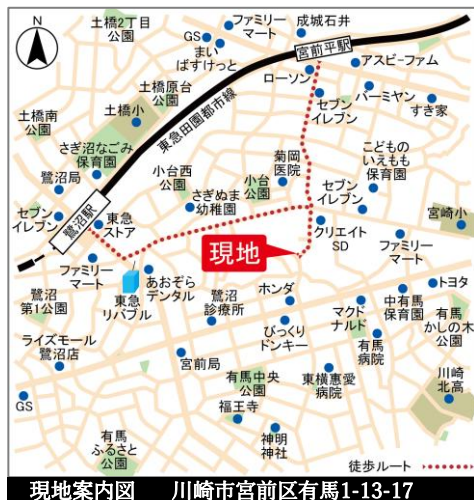 N
土橋2丁目
公園
ファミリー
マート
成城石井
GS
まい
ばすけっと
宮前平駅
アスビーファム
土橋原台
公園
ローソン
土橋小
東急田園都市線
セブン
イレブン
バーミヤン
すき家
土橋南
公園
さぎ沼なごみ
保育園
菊岡
医院
こどもの
いえもも
保育園
小台西
公園
小台
公園
鷺沼局
さぎぬま
幼稚園
セブン
イレブン
セブン
イレブン
鷺沼駅
東急
ストア
クリエイト
SD
宮崎小
現地
ファミリー
マート
ファミリー
マート
あおぞら
デンタル
トヨタ
鷺沼
第1公園
東急
リバブル
鷺沼
診療所
ホンダ
マクド
ナルド
中有馬
保育園
有馬
かしの木
公園
びっくり
ドンキー
ライズモール
鷺沼店
宮前局
有馬
病院
有馬中央
公園
東横惠愛
病院
川崎
北高
GS
福王寺
神明
神社
有馬
ふるさと
公園
徒歩ルート
現地案内図 川崎市宮前区有馬1-13-17